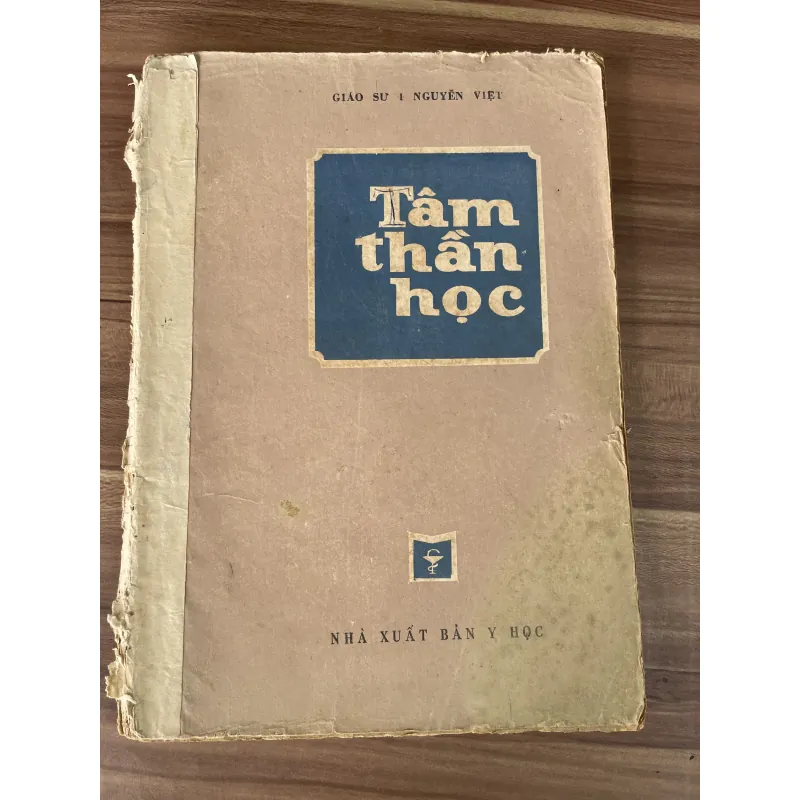 GIÁO SƯ I NGUYỄN VIỆT
Tâm
thần
học
NHÀ XUẤT BẢN Y HỌC